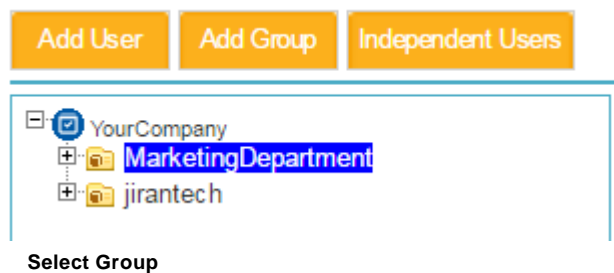 Add User Add Group Independent Users
YourCompany
MarketingDepartment
jirantech
Select Group